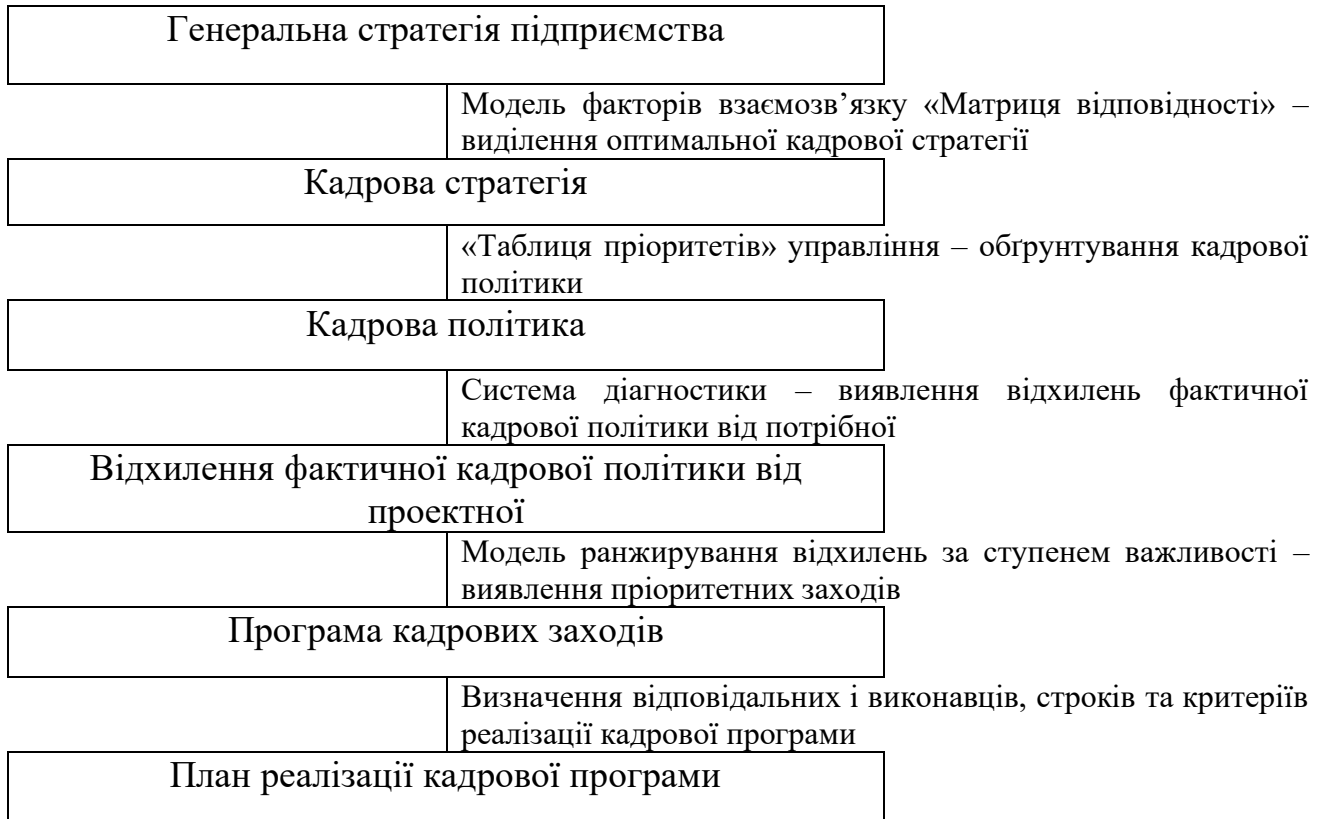 Генеральна стратегія підприємства
Модель факторів взаємозв’язку «Матриця відповідності» –
виділення оптимальної кадрової стратегії
Кадрова стратегія
«Таблиця пріоритетів» управління – обґрунтування кадрової
політики
Кадрова політика
Система діагностики – виявлення відхилень фактичної
кадрової політики від потрібної
Відхилення фактичної кадрової політики від
проектної
Модель ранжирування відхилень за ступенем важливості –
виявлення пріоритетних заходів
Програма кадрових заходів
Визначення відповідальних і виконавців, строків та критеріїв
реалізації кадрової програми
План реалізації кадрової програми